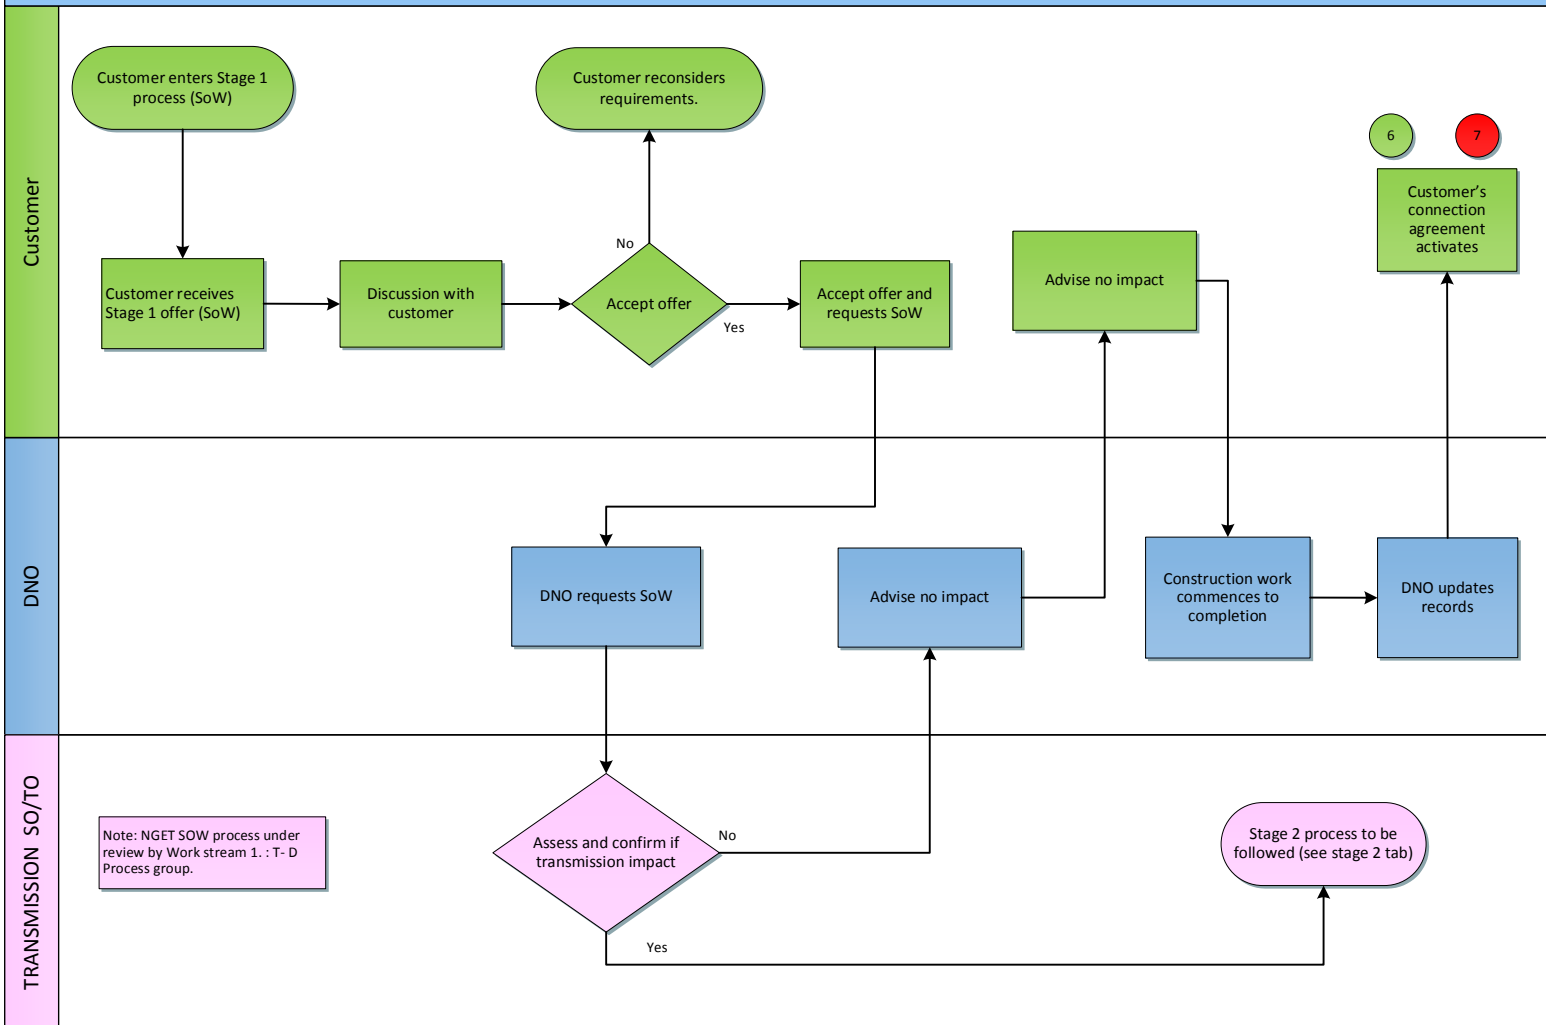 Customer
Customer enters Stage 1
process (SoW)
Customer reconsiders
requirements.
6
7
Customer’s
connection
agreement
activates
Customer receives
Stage 1 offer (SoW)
Discussion with
customer
No
Accept offer
Yes
Accept offer and
requests SoW
Advise no impact
DNO
DNO requests SoW
Advise no impact
Construction work
commences to
completion
DNO updates
records
TRANSMISSION SO/TO
Note: NGET SOW process under
review by Work stream 1. : T- D
Process group.
Assess and confirm if
transmission impact
No
Yes
Stage 2 process to be
followed (see stage 2 tab)